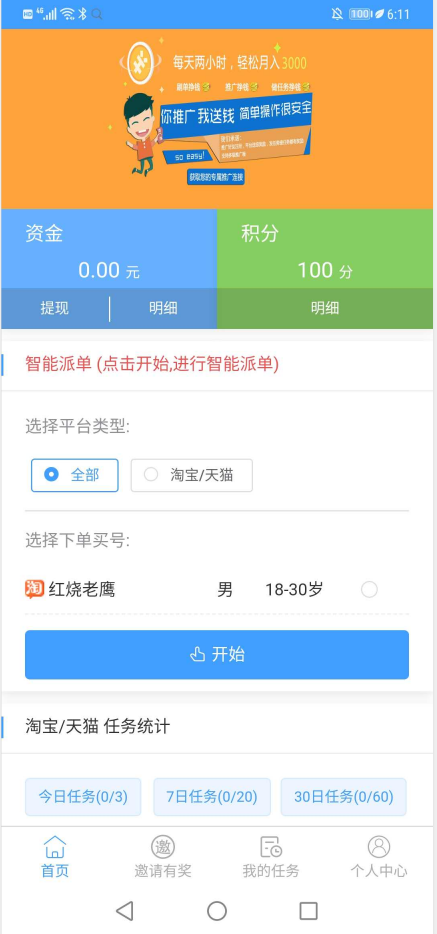 HD 4G 100 6:11
每天两小时，轻松月入3000
简单挣钱 推广挣钱 做任务挣钱
你推广我送钱 简单操作很安全
so easy!
获取您的专属推广连接
资金 积分
0.00 元 100 分
提现 明细 明细
智能派单 (点击开始,进行智能派单)
选择平台类型:
全部 淘宝/天猫
选择下单买号:
淘 红烧老鹰 男 18-30岁
开始
淘宝/天猫 任务统计
今日任务(0/3) 7日任务(0/20) 30日任务(0/60)
邀
首页 邀请有奖 我的任务 个人中心